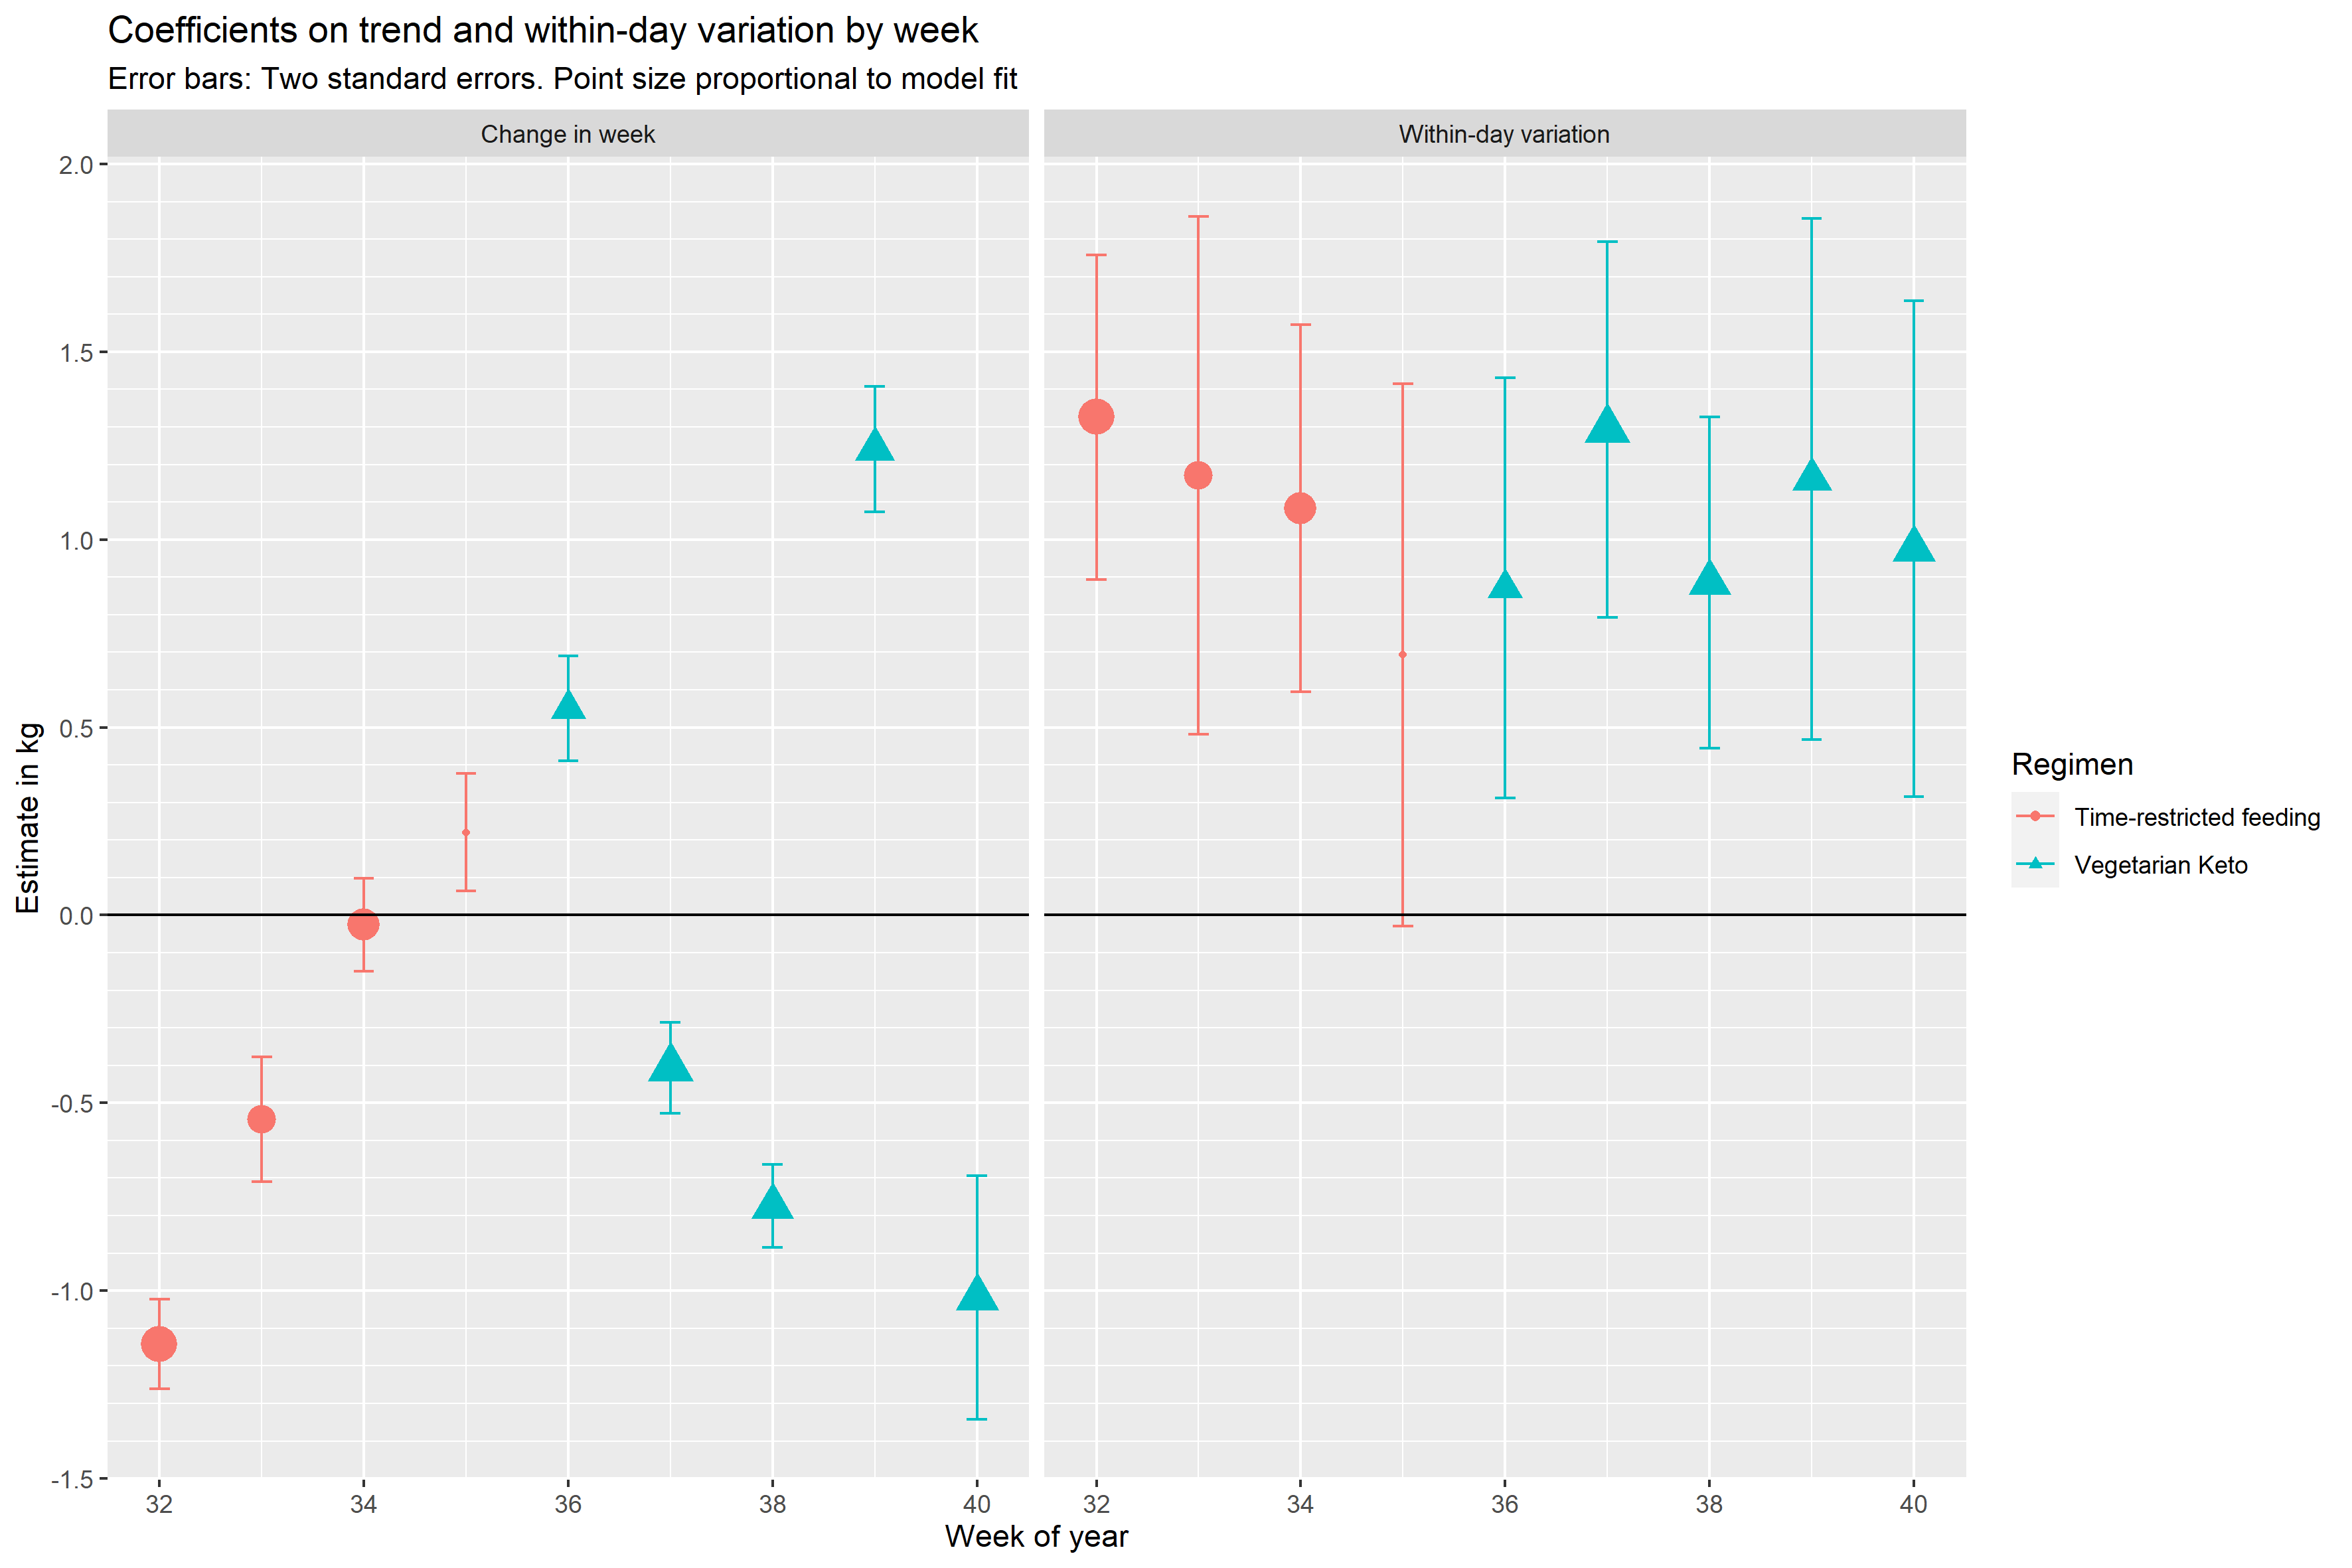 Coefficients on trend and within-day variation by week
Error bars: Two standard errors. Point size proportional to model fit
Change in week
Within-day variation
2.0
1.5
1.0
0.5
0.0
-0.5
-1.0
-1.5
Estimate in kg
32 34 36 38 40
32 34 36 38 40
Week of year
Regimen
Time-restricted feeding
Vegetarian Keto